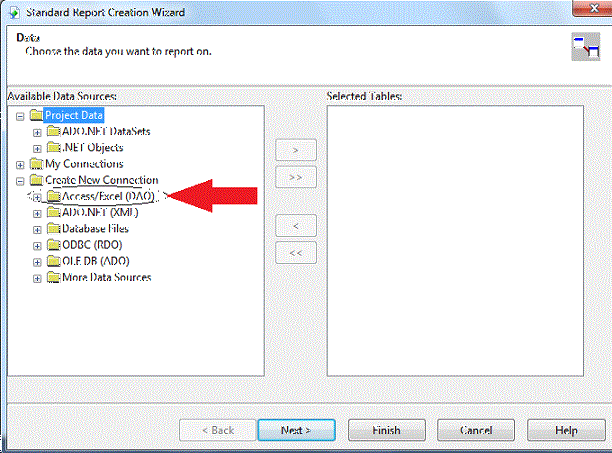 Standard Report Creation Wizard
Data
Choose the data you want to report on.
Available Data Sources:
Selected Tables:
Project Data
ADO.NET DataSets
.NET Objects
My Connections
Create New Connection
Access/Excel (DAO)
ADO.NET (XML)
Database Files
ODBC (RDO)
OLE DB (ADO)
More Data Sources
>
>>
<
<<
< Back
Next >
Finish
Cancel
Help